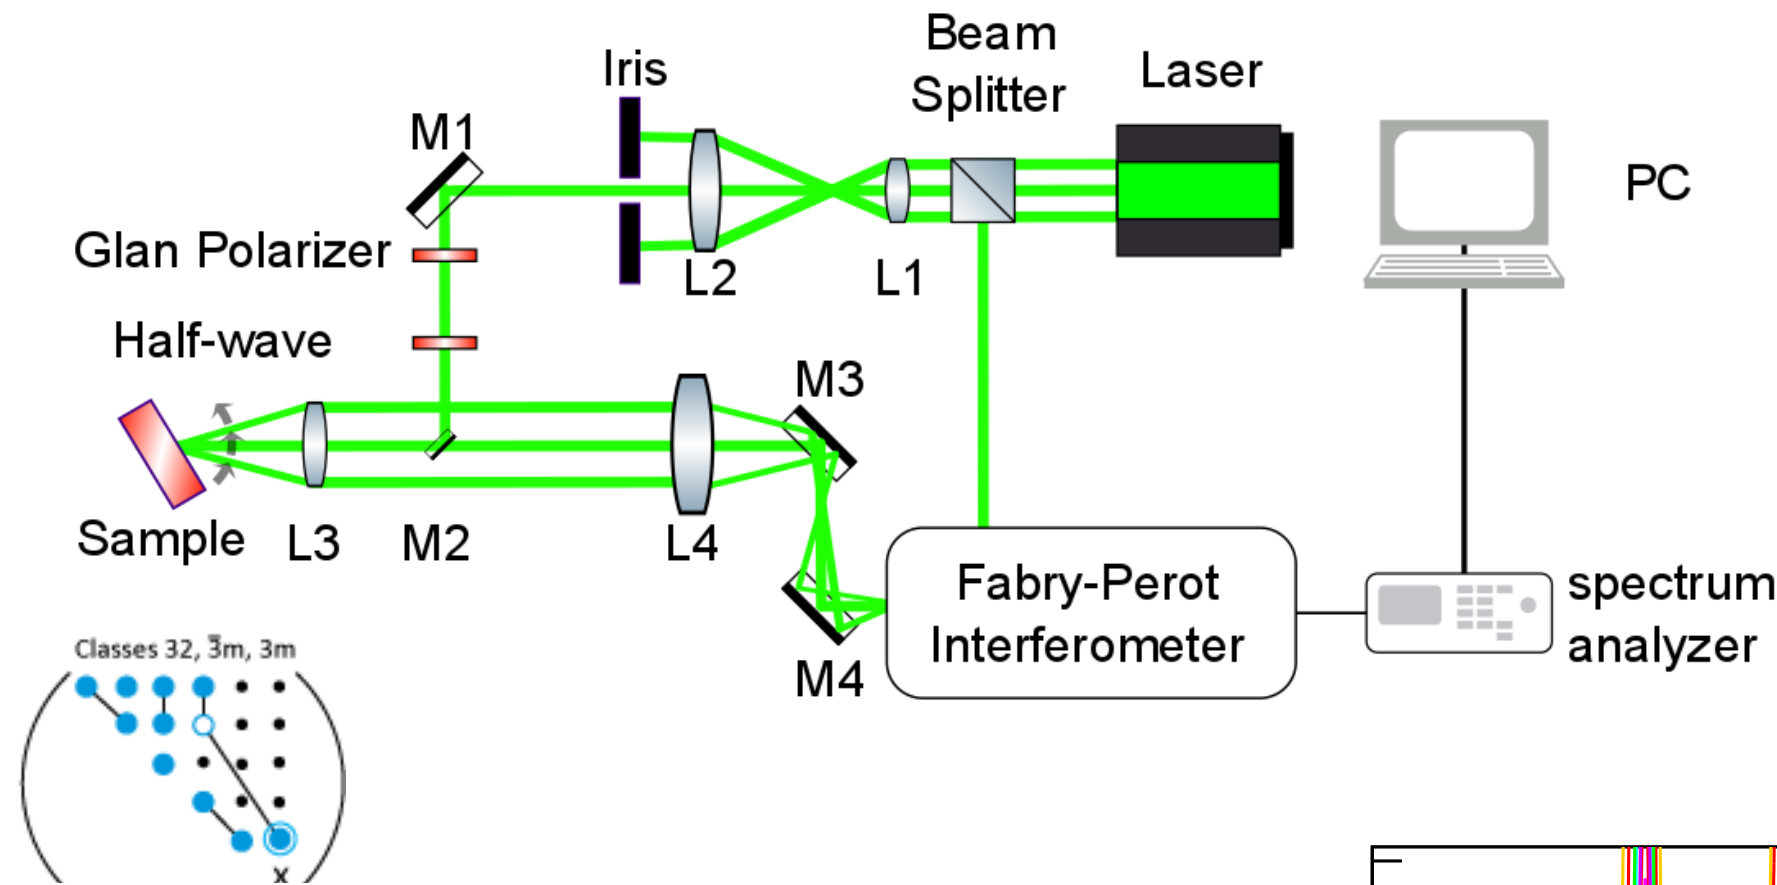 Beam
Splitter
Laser
Iris
M1
PC
Glan Polarizer
L2
L1
Half-wave
M3
Sample
L3
M2
L4
Fabry-Perot
Interferometer
spectrum
analyzer
M4
Classes 32, 3̅m, 3m
x